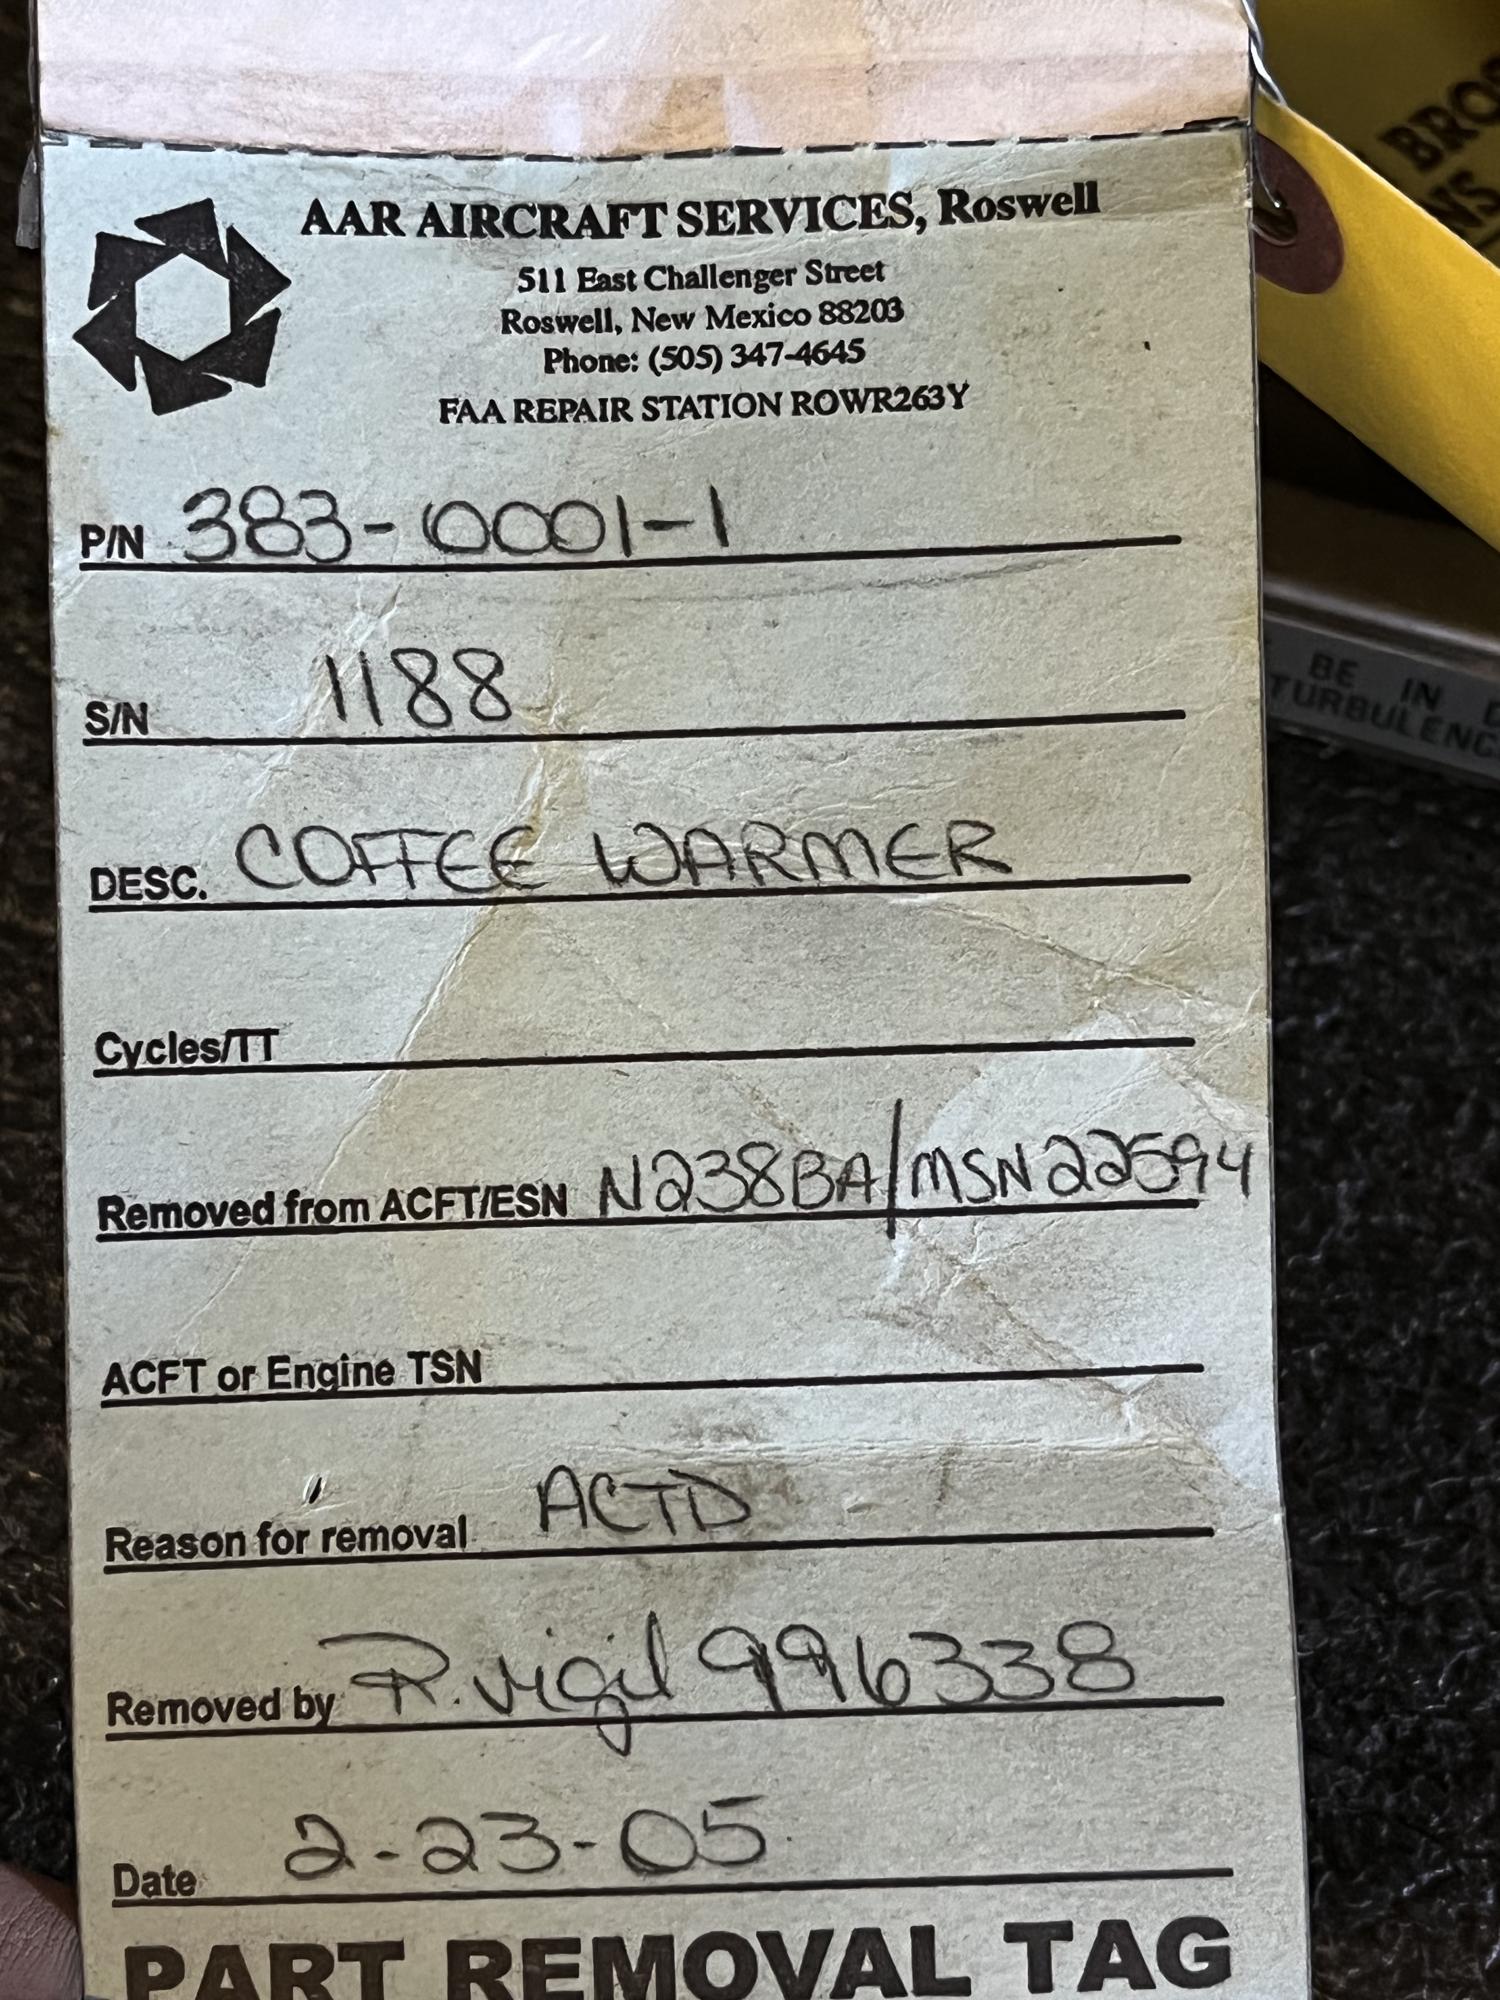 AAR AIRCRAFT SERVICES, Roswell
511 East Challenger Street
Roswell, New Mexico 88203
Phone: (505) 347-4645
FAA REPAIR STATION ROWR263Y
P/N 383-0001-1
S/N 1188
DESC. COFFEE WARMER
Cycles/TT
Removed from ACFT/ESN N238BA/MSN22594
ACFT or Engine TSN
Reason for removal ACTD
Removed by R. Vigil 996338
Date 2-23-05
PART REMOVAL TAG
BE IN
TURBULENC